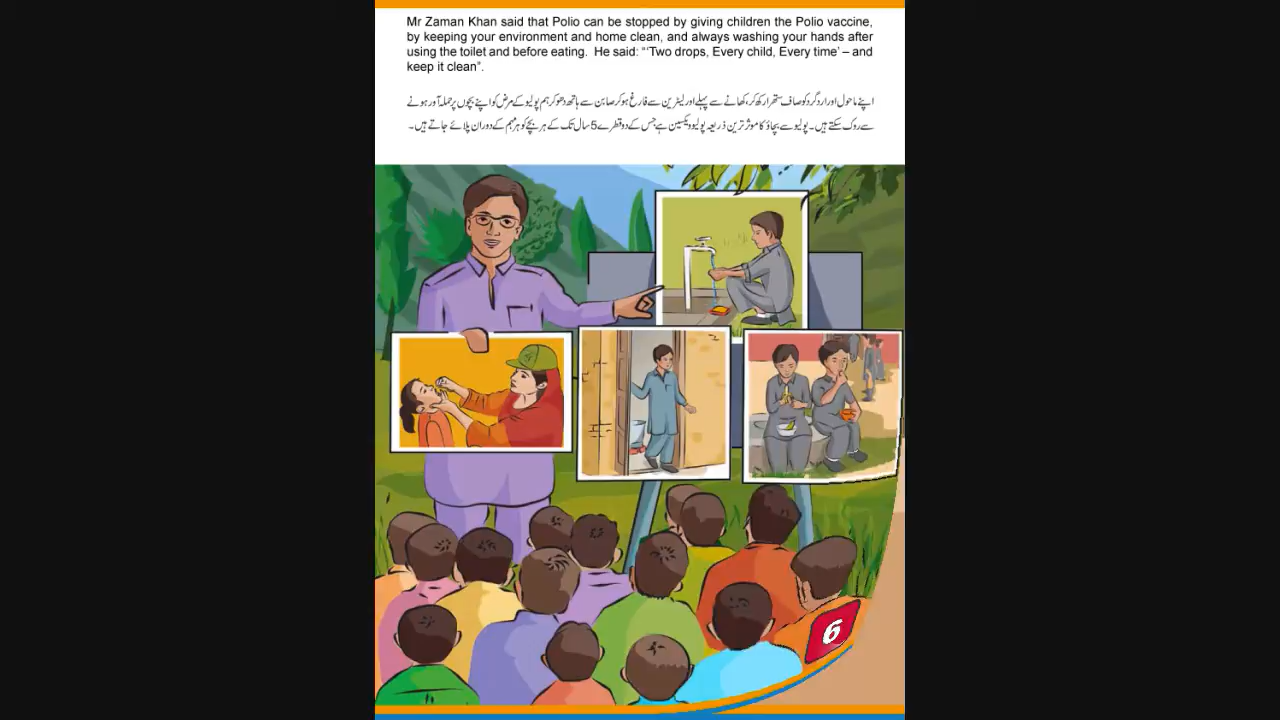 Mr Zaman Khan said that Polio can be stopped by giving children the Polio vaccine,
by keeping your environment and home clean, and always washing your hands after
using the toilet and before eating. He said: “‘Two drops, Every child, Every time’ – and
keep it clean”.
اپنے ماحول اور اردگرد کو صاف ستھرا رکھ کر، کھانے سے پہلے اور لیٹرین سے فارغ ہو کر صابن سے ہاتھ دھو کر ہم پولیو کے مرض کو اپنے بچوں پر حملہ آور ہونے
سے روک سکتے ہیں۔ پولیو سے بچاؤ کا موثر ترین ذریعہ پولیو ویکسین ہے جس کے دو قطرے 5 سال تک کے ہر بچے کو ہر مہم کے دوران پلائے جاتے ہیں۔
6